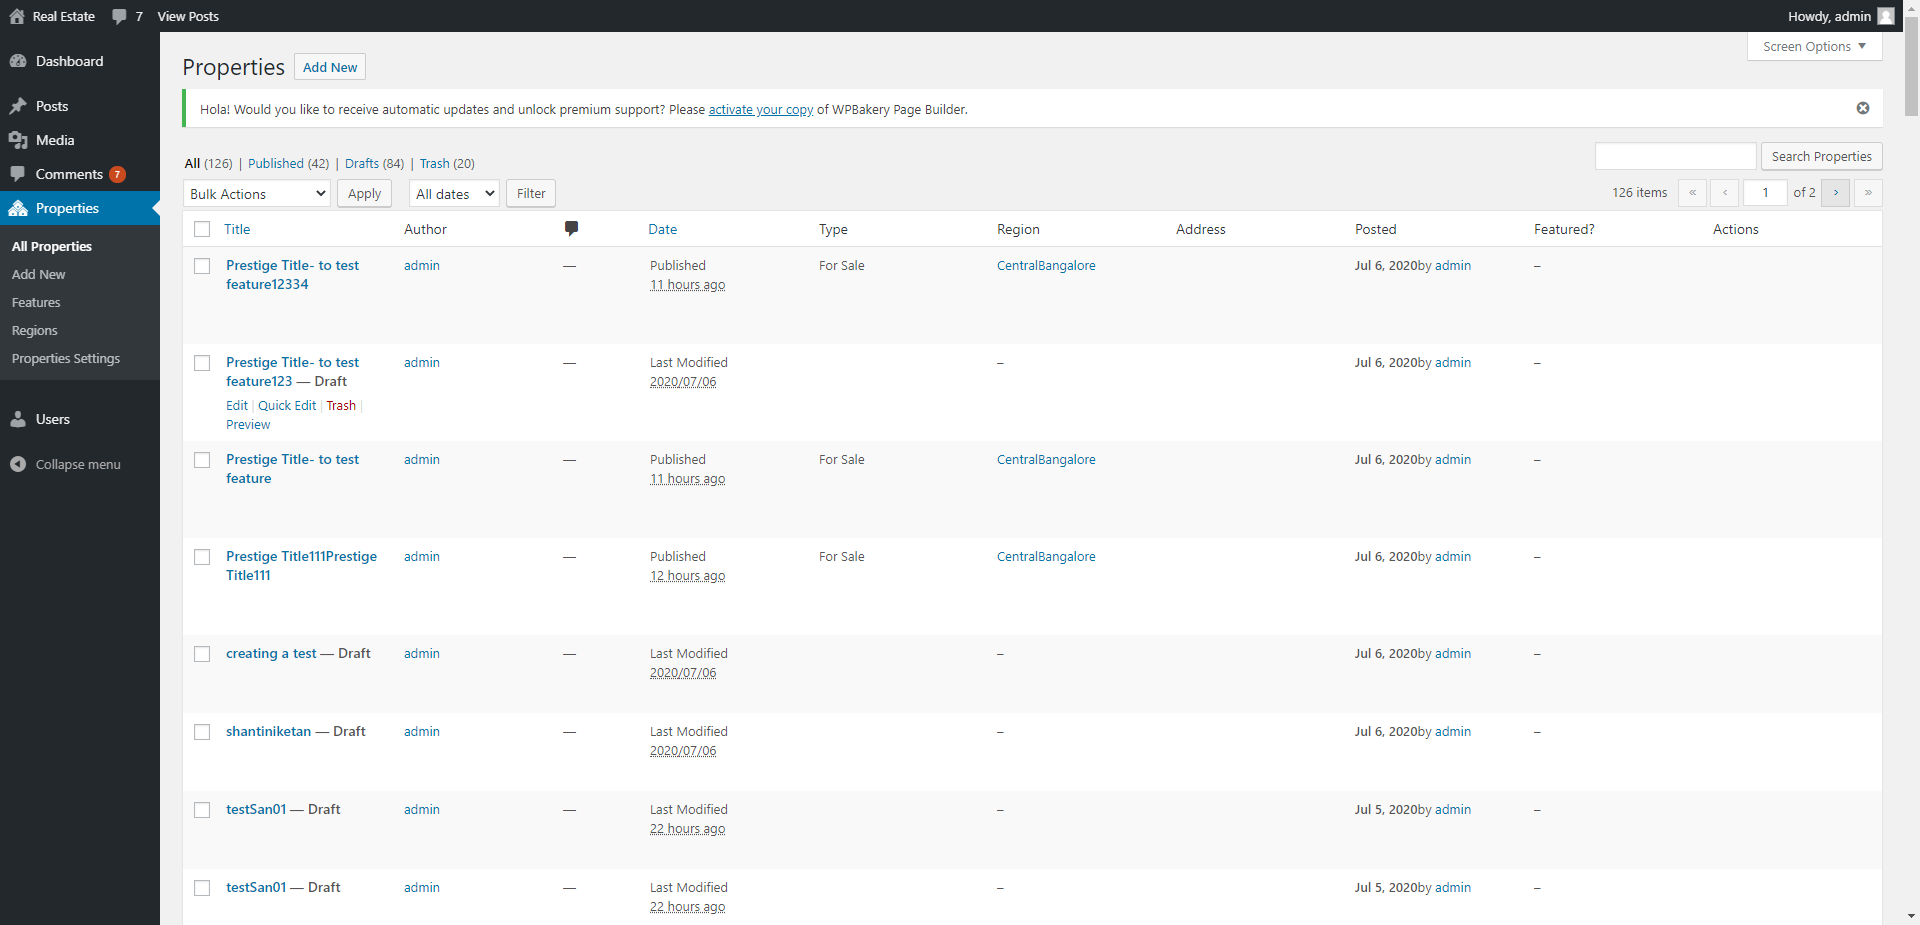 Real Estate 7 View Posts Howdy, admin
Screen Options
Dashboard
Posts
Media
Comments 7
Properties
All Properties
Add New
Features
Regions
Properties Settings
Users
Collapse menu
Properties Add New
Hola! Would you like to receive automatic updates and unlock premium support? Please activate your copy of WPBakery Page Builder.
All (126) | Published (42) | Drafts (84) | Trash (20)
Search Properties
Bulk Actions Apply All dates Filter
126 items « ‹ 1 of 2 › »
Title Author Date Type Region Address Posted Featured? Actions
Prestige Title- to test admin — Published For Sale CentralBangalore Jul 6, 2020by admin –
feature12334 11 hours ago
Prestige Title- to test admin — Last Modified – Jul 6, 2020by admin –
feature123 — Draft 2020/07/06
Edit | Quick Edit | Trash |
Preview
Prestige Title- to test admin — Published For Sale CentralBangalore Jul 6, 2020by admin –
feature 11 hours ago
Prestige Title111Prestige admin — Published For Sale CentralBangalore Jul 6, 2020by admin –
Title111 12 hours ago
creating a test — Draft admin — Last Modified – Jul 6, 2020by admin –
2020/07/06
shantiniketan — Draft admin — Last Modified – Jul 6, 2020by admin –
2020/07/06
testSan01 — Draft admin — Last Modified – Jul 5, 2020by admin –
22 hours ago
testSan01 — Draft admin — Last Modified – Jul 5, 2020by admin –
22 hours ago